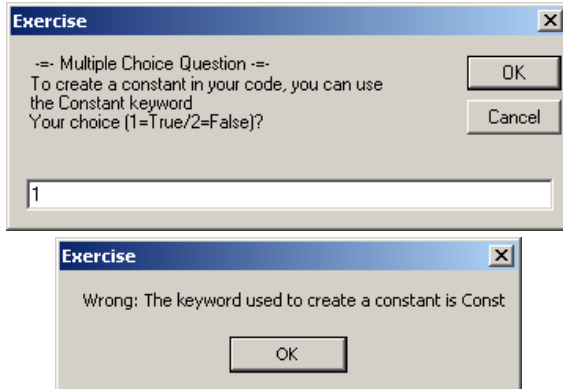 Exercise
-=- Multiple Choice Question -=-
To create a constant in your code, you can use
the Constant keyword
Your choice (1=True/2=False)?
OK
Cancel
1
Exercise
Wrong: The keyword used to create a constant is Const
OK